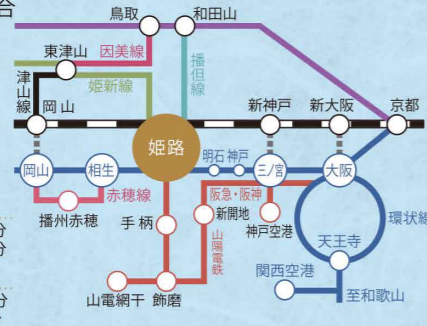 合
鳥取
和田山
東津山
因美線
姫新線
播但線
津山線
岡山
新神戸
新大阪
京都
姫路
岡山
相生
明石
神戸
三ノ宮
大阪
赤穂線
阪急・阪神
播州赤穂
手柄
新開地
神戸空港
環状線
山陽電鉄
天王寺
関西空港
山電網干
飾磨
至和歌山
分
分
分